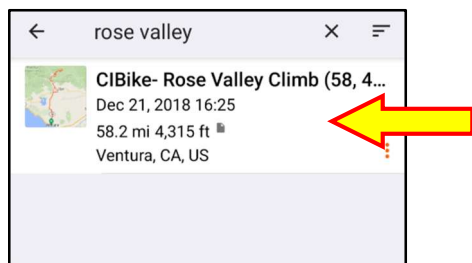 rose valley
CIBike- Rose Valley Climb (58, 4...
Dec 21, 2018 16:25
58.2 mi 4,315 ft
Ventura, CA, US